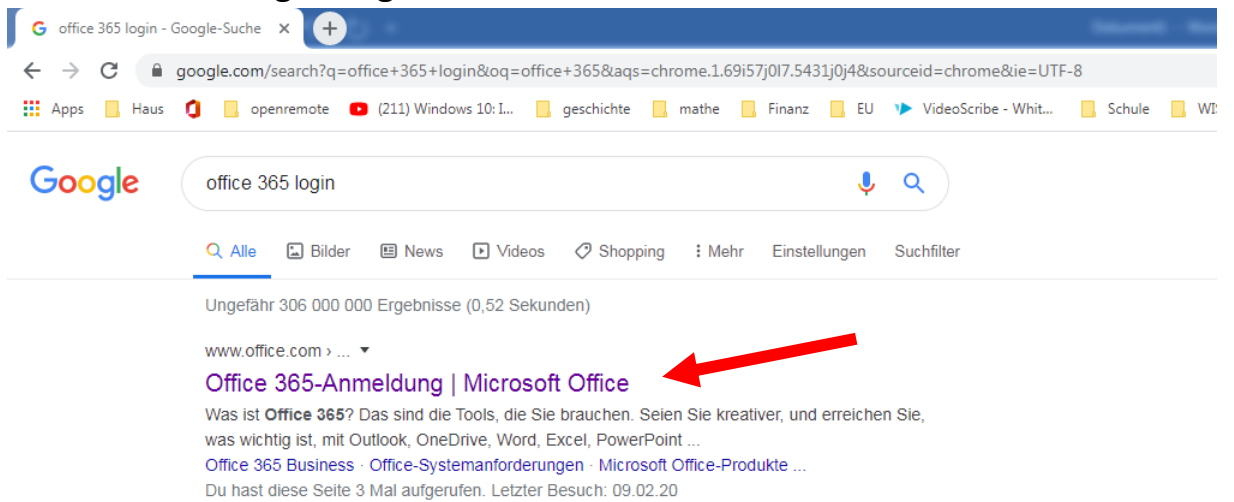 office 365 login - Google-Suche
google.com/search?q=office+365+login&oq=office+365&aqs=chrome.1.69i57j0l7.5431j0j4&sourceid=chrome&ie=UTF-8
Apps Haus openremote (211) Windows 10: I... geschichte mathe Finanz EU VideoScribe - Whit... Schule
Google office 365 login
Alle Bilder News Videos Shopping Mehr Einstellungen Suchfilter
Ungefähr 306 000 000 Ergebnisse (0,52 Sekunden)
www.office.com › ...
Office 365-Anmeldung | Microsoft Office
Was ist Office 365? Das sind die Tools, die Sie brauchen. Seien Sie kreativer, und erreichen Sie,
was wichtig ist, mit Outlook, OneDrive, Word, Excel, PowerPoint ...
Office 365 Business · Office-Systemanforderungen · Microsoft Office-Produkte ...
Du hast diese Seite 3 Mal aufgerufen. Letzter Besuch: 09.02.20